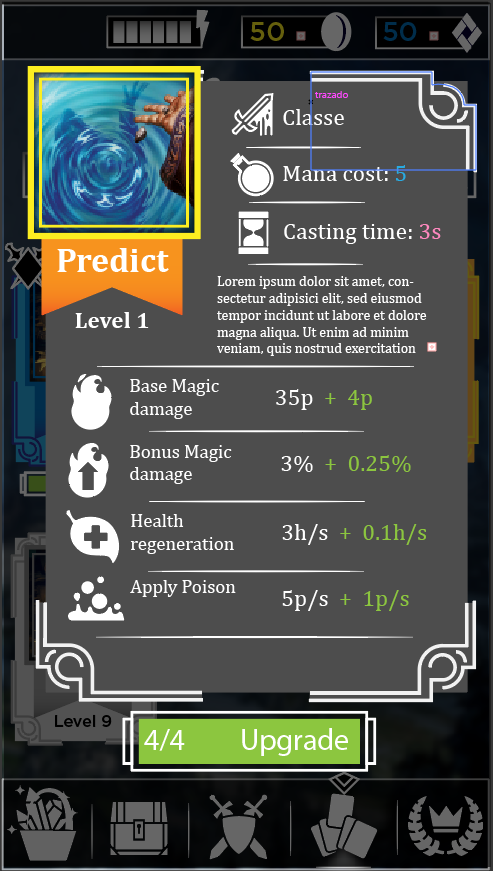 50
50
trazado
Classe
Mana cost: 5
Casting time: 3s
Predict
Level 1
Lorem ipsum dolor sit amet, con-
sectetur adipisici elit, sed eiusmod
tempor incidunt ut labore et dolore
magna aliqua. Ut enim ad minim
veniam, quis nostrud exercitation
Base Magic
damage
35p + 4p
Bonus Magic
damage
3% + 0.25%
Health
regeneration
3h/s + 0.1h/s
Apply Poison
5p/s + 1p/s
Level 9
4/4 Upgrade